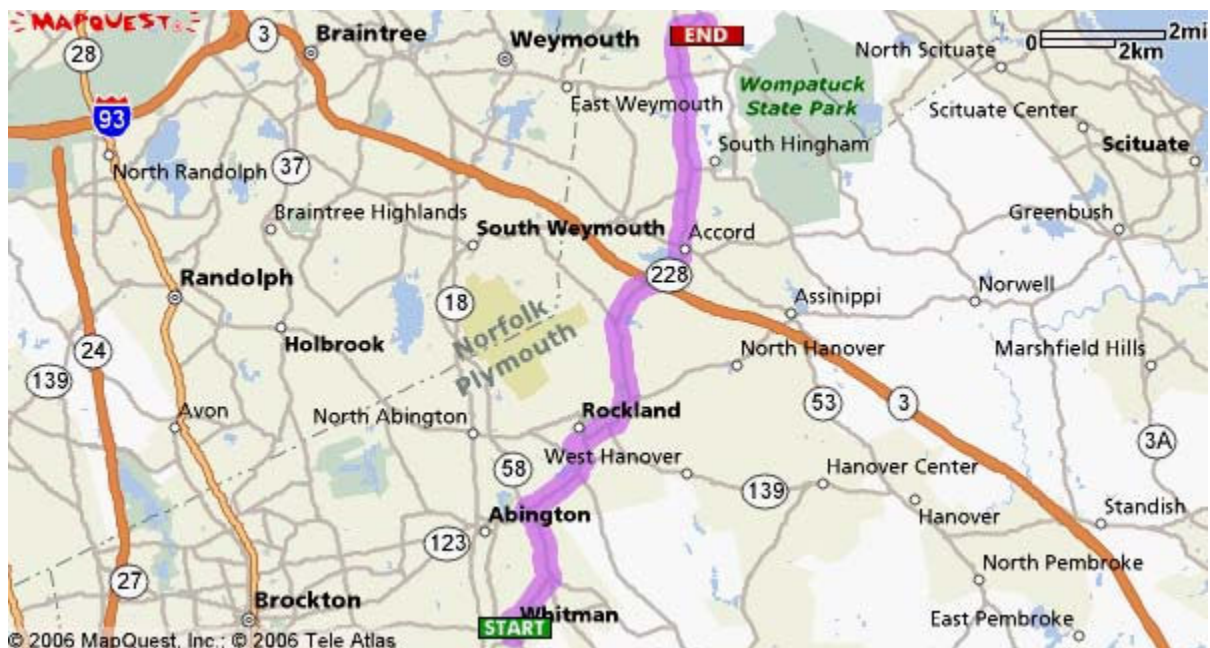 MAPQUEST
3
Braintree
Weymouth
END
North Scituate
0
2mi
2km
28
93
East Weymouth
Wompatuck
State Park
Scituate Center
North Randolph
37
South Hingham
Scituate
Braintree Highlands
South Weymouth
Accord
Greenbush
Randolph
18
228
Assinippi
Norwell
Holbrook
Norfolk
Plymouth
24
139
North Hanover
Marshfield Hills
Avon
North Abington
Rockland
53
3
3A
58
West Hanover
Hanover Center
139
Abington
Hanover
Standish
123
27
North Pembroke
Brockton
Whitman
START
East Pembroke
© 2006 MapQuest, Inc.; © 2006 Tele Atlas